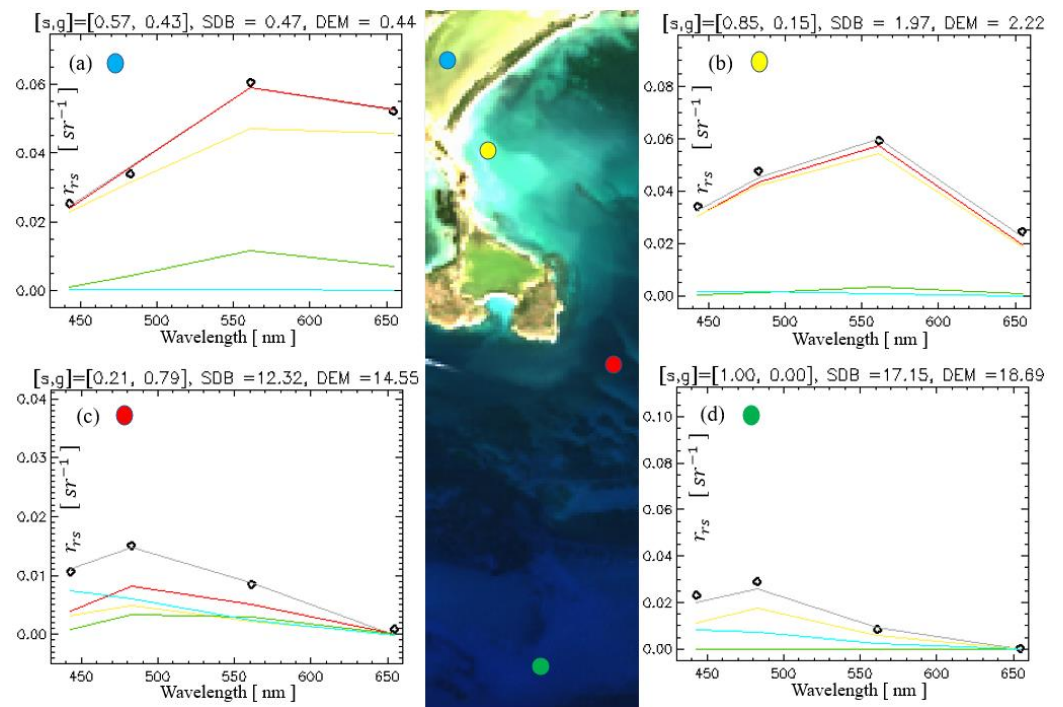 [s,g]=[0.57, 0.43], SDB = 0.47, DEM = 0.44
(a)
0.06
0.04
0.02
0.00
r_rs [sr⁻¹]
450 500 550 600 650
Wavelength [ nm ]
[s,g]=[0.85, 0.15], SDB = 1.97, DEM = 2.22
(b)
0.08
0.06
0.04
0.02
0.00
r_rs [sr⁻¹]
450 500 550 600 650
Wavelength [ nm ]
[s,g]=[0.21, 0.79], SDB =12.32, DEM =14.55
(c)
0.04
0.03
0.02
0.01
0.00
r_rs [sr⁻¹]
450 500 550 600 650
Wavelength [ nm ]
[s,g]=[1.00, 0.00], SDB =17.15, DEM =18.69
(d)
0.10
0.08
0.06
0.04
0.02
0.00
r_rs [sr⁻¹]
450 500 550 600 650
Wavelength [ nm ]